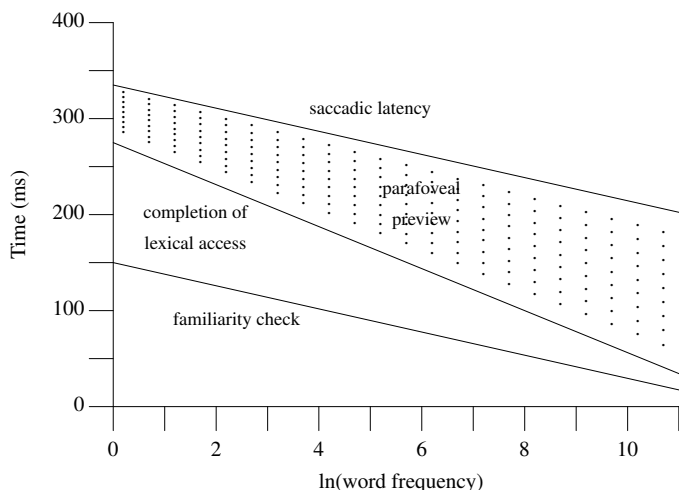 400
300
200
100
0
Time (ms)
saccadic latency
parafoveal
preview
completion of
lexical access
familiarity check
0 2 4 6 8 10
ln(word frequency)